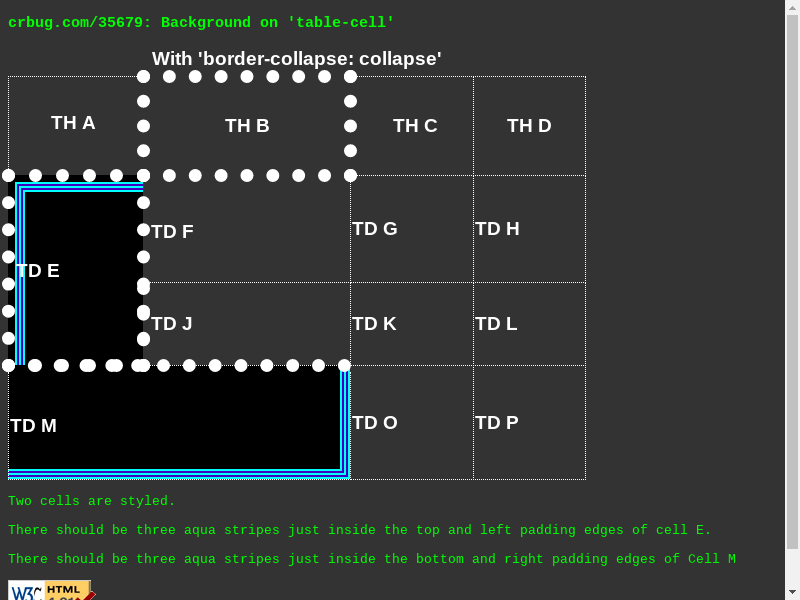 crbug.com/35679: Background on 'table-cell'
With 'border-collapse: collapse'
TH A TH B TH C TH D
TD E TD F TD G TD H
TD J TD K TD L
TD M TD O TD P
Two cells are styled.
There should be three aqua stripes just inside the top and left padding edges of cell E.
There should be three aqua stripes just inside the bottom and right padding edges of Cell M
W3C HTML